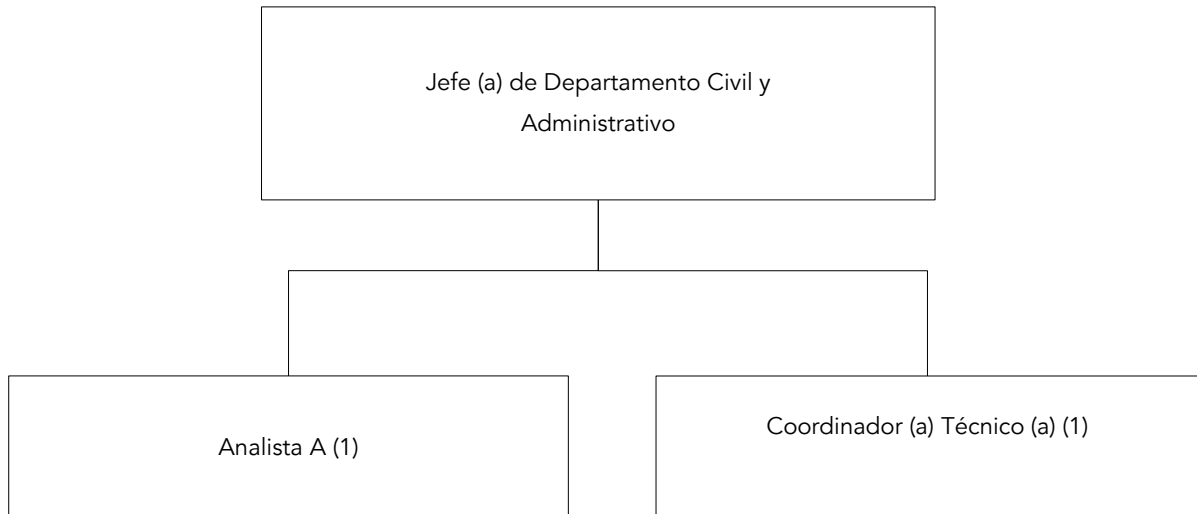 Jefe (a) de Departamento Civil y
Administrativo
Analista A (1)
Coordinador (a) Técnico (a) (1)